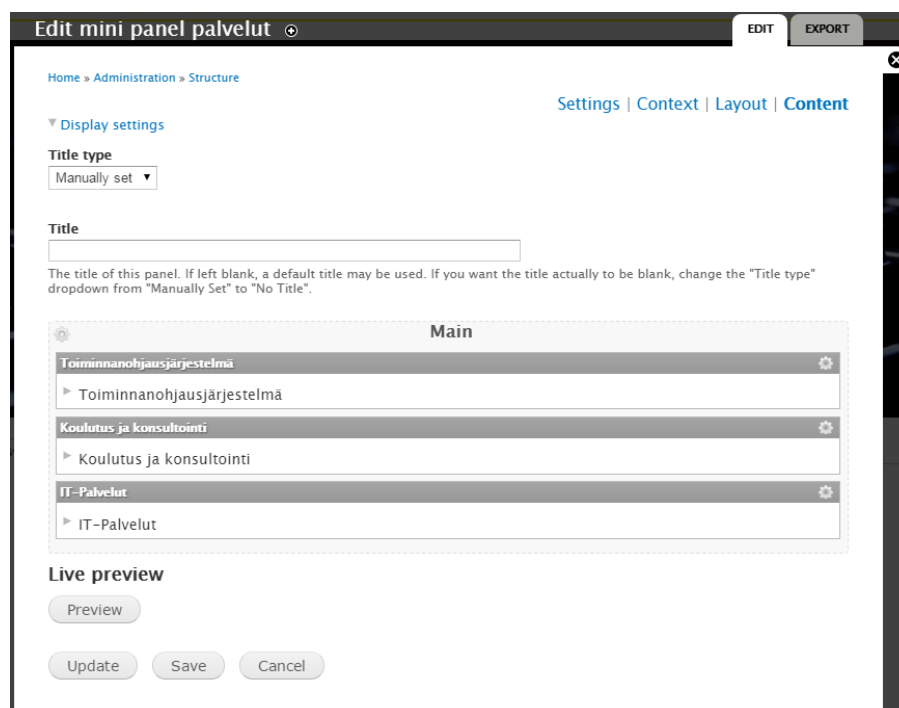 Edit mini panel palvelut
EDIT
EXPORT
Home » Administration » Structure
Settings | Context | Layout | Content
Display settings
Title type
Manually set
Title
The title of this panel. If left blank, a default title may be used. If you want the title actually to be blank, change the "Title type"
dropdown from "Manually Set" to "No Title".
Main
Toiminnanohjausjärjestelmä
Toiminnanohjausjärjestelmä
Koulutus ja konsultointi
Koulutus ja konsultointi
IT-Palvelut
IT-Palvelut
Live preview
Preview
Update
Save
Cancel